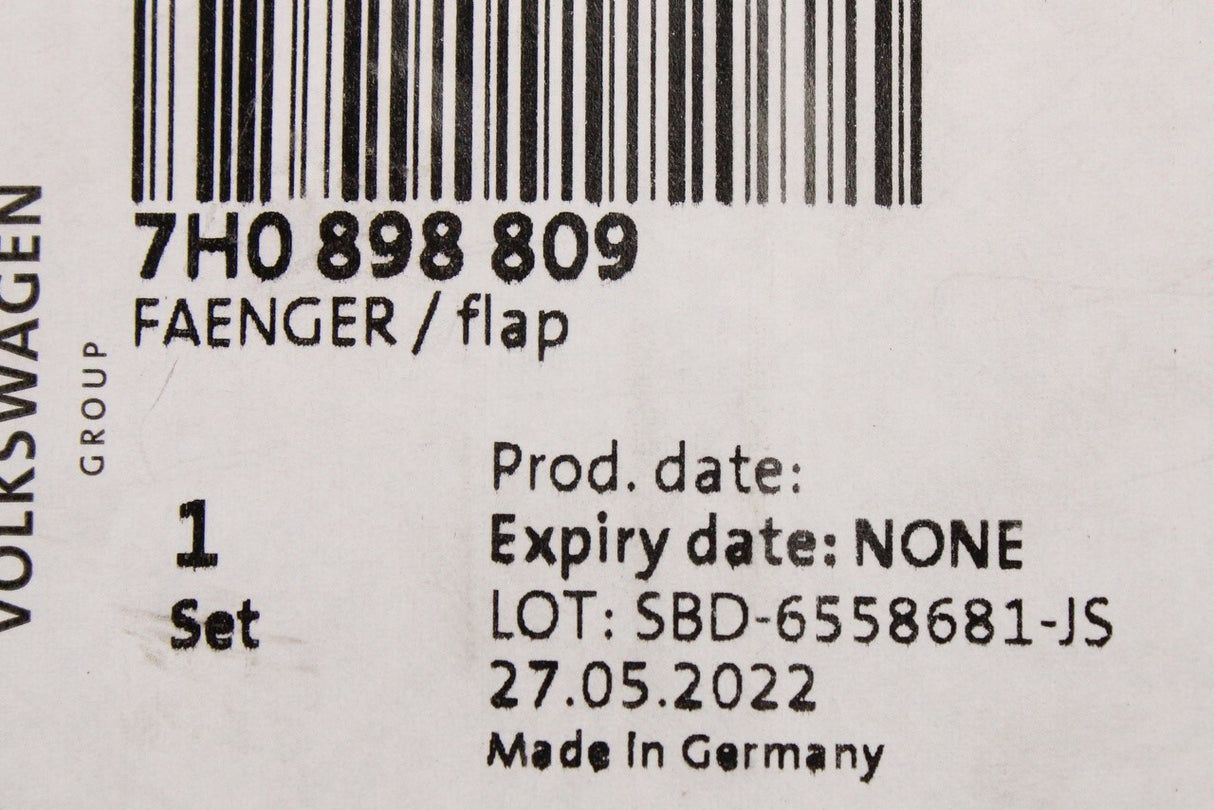 VOLKSWAGEN
GROUP
7H0 898 809
FAENGER / flap
1
Set
Prod. date:
Expiry date: NONE
LOT: SBD-6558681-JS
27.05.2022
Made in Germany